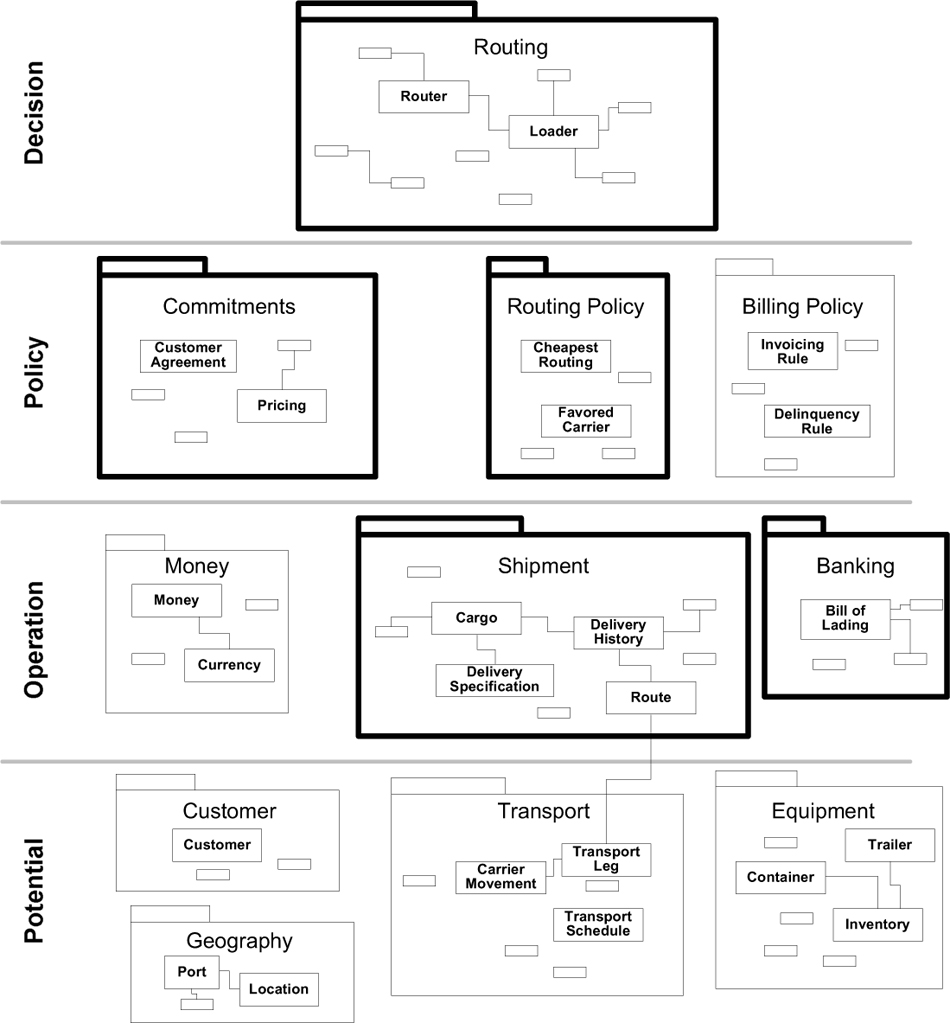 Decision
Routing
Router
Loader
Policy
Commitments
Customer
Agreement
Pricing
Routing Policy
Cheapest
Routing
Favored
Carrier
Billing Policy
Invoicing
Rule
Delinquency
Rule
Operation
Money
Money
Currency
Shipment
Cargo
Delivery
History
Delivery
Specification
Route
Banking
Bill of
Lading
Potential
Customer
Customer
Geography
Port
Location
Transport
Transport
Leg
Carrier
Movement
Transport
Schedule
Equipment
Trailer
Container
Inventory